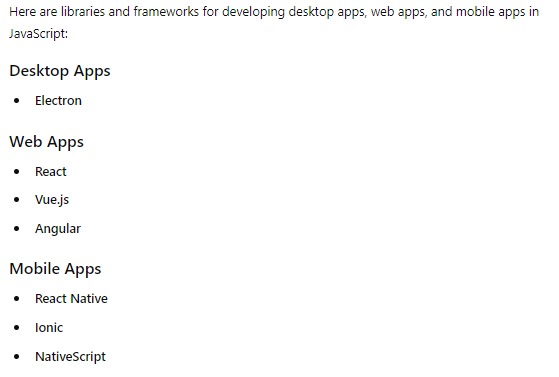 Here are libraries and frameworks for developing desktop apps, web apps, and mobile apps in
JavaScript:
Desktop Apps
• Electron
Web Apps
• React
• Vue.js
• Angular
Mobile Apps
• React Native
• Ionic
• NativeScript